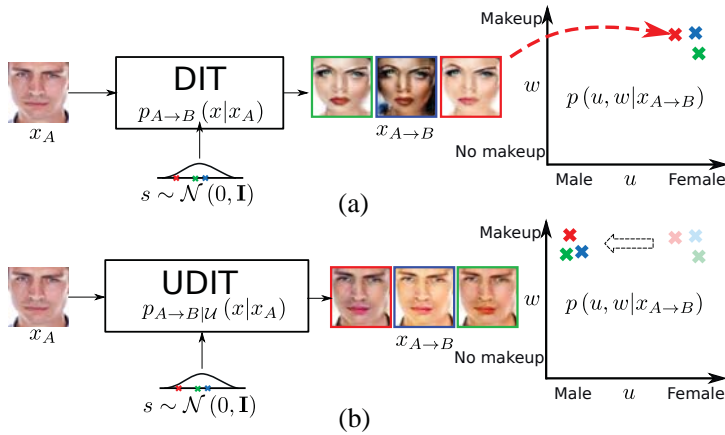 DIT
p_{A→B} (x|x_A)
x_A
x_{A→B}
s ∼ 𝒩 (0, I)
Makeup
w
p (u, w|x_{A→B})
No makeup
Male u Female
(a)
UDIT
p_{A→B|𝒰} (x|x_A)
x_A
x_{A→B}
s ∼ 𝒩 (0, I)
Makeup
w
p (u, w|x_{A→B})
No makeup
Male u Female
(b)